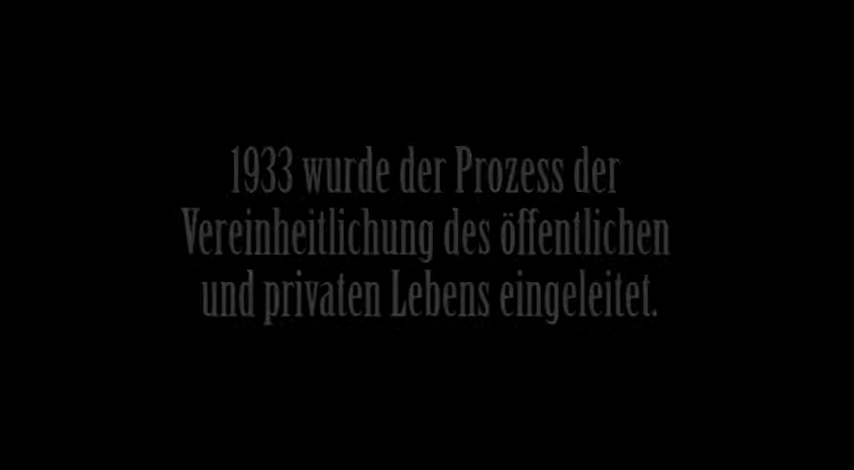 1933 wurde der Prozess der
Vereinheitlichung des öffentlichen
und privaten Lebens eingeleitet.